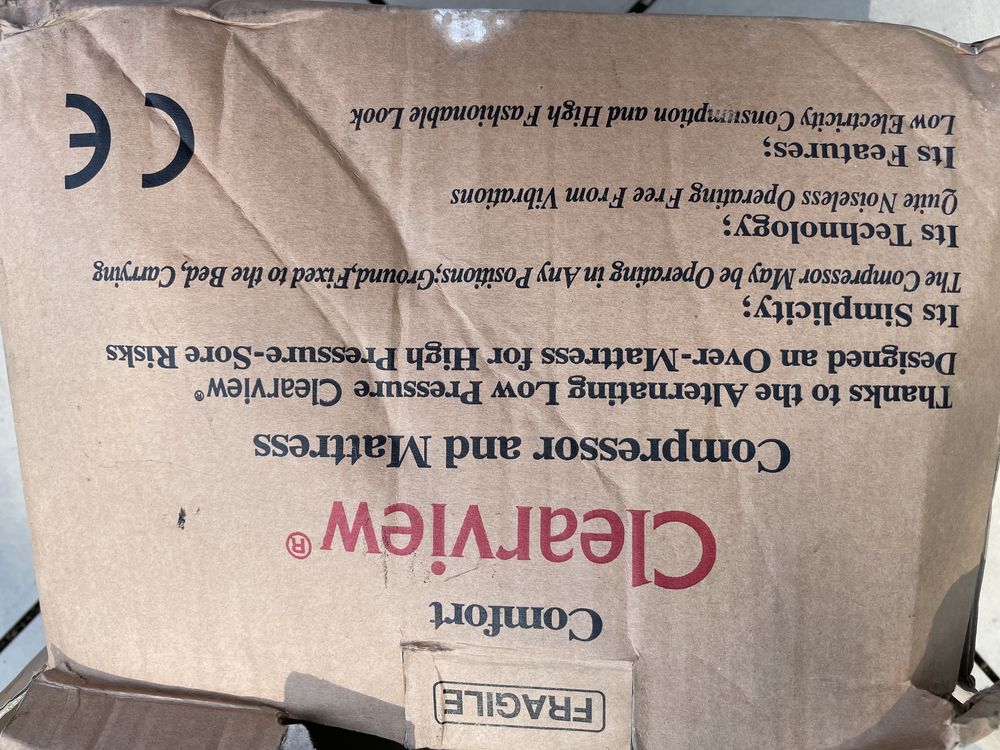 FRAGILE
Comfort
Clearview®
Compressor and Mattress
Thanks to the Alternating Low Pressure Clearview®
Designed an Over-Mattress for High Pressure-Sore Risks
Its Simplicity;
The Compressor May be Operating in Any Positions;Ground,Fixed to the Bed, Carrying
Its Technology;
Quite Noiseless Operating Free From Vibrations
Its Features;
Low Electricity Consumption and High Fashionable Look
CE